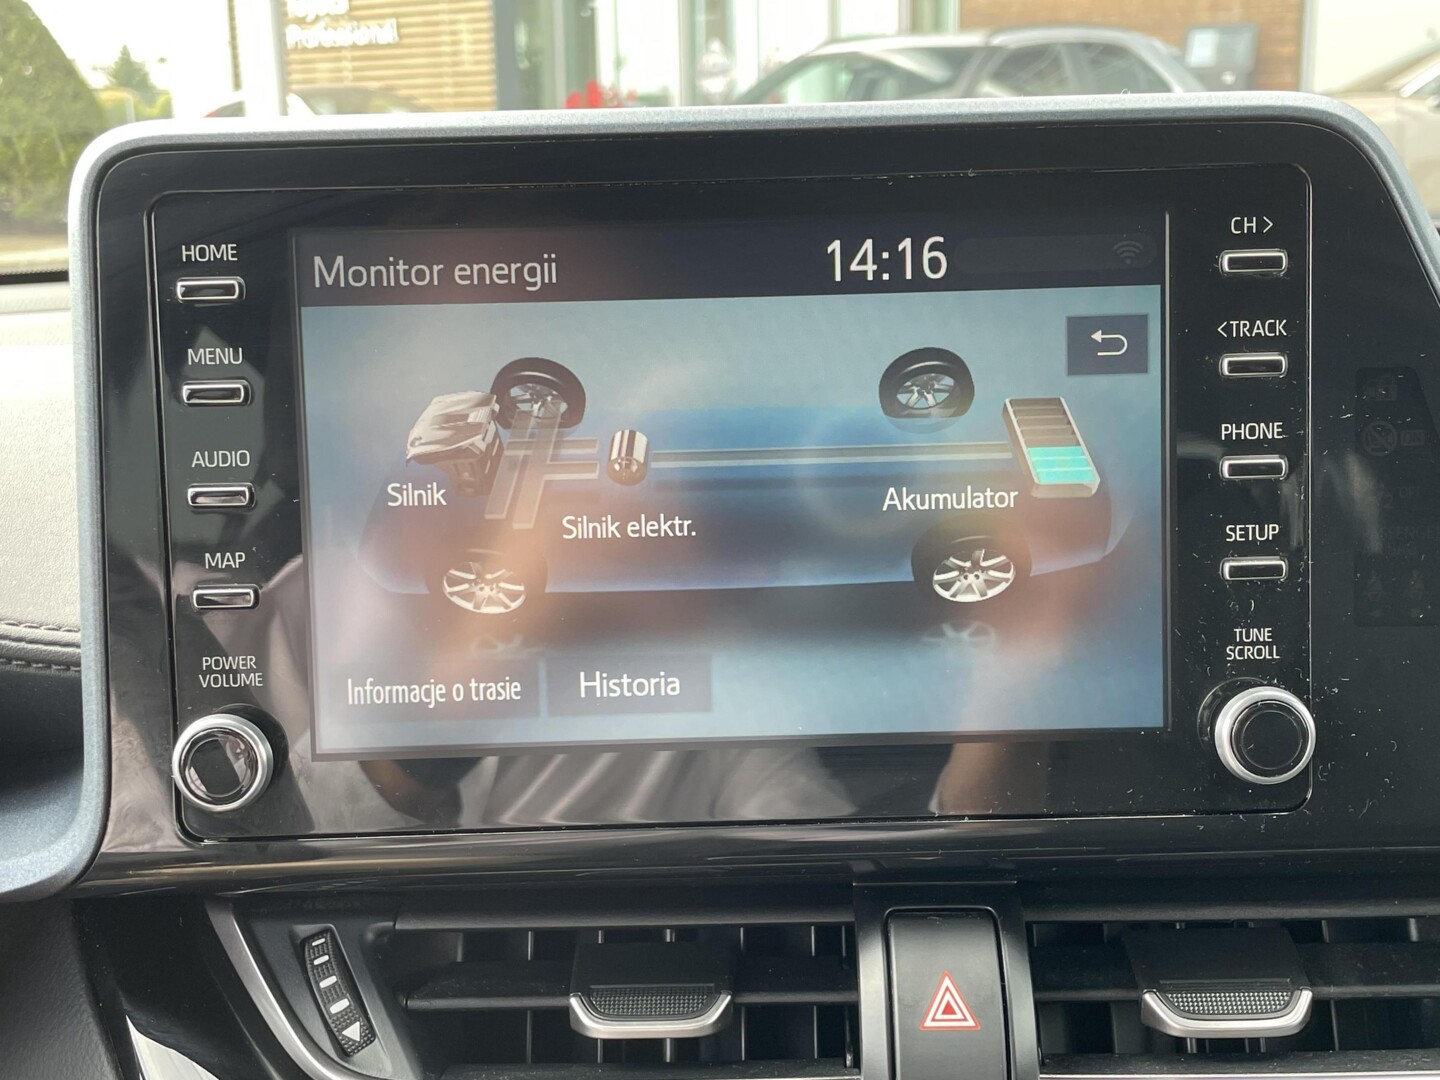 Professional
HOME
MENU
AUDIO
MAP
POWER
VOLUME
Monitor energii
14:16
Silnik
Silnik elektr.
Akumulator
Informacje o trasie
Historia
CH >
<TRACK
PHONE
SETUP
TUNE
SCROLL